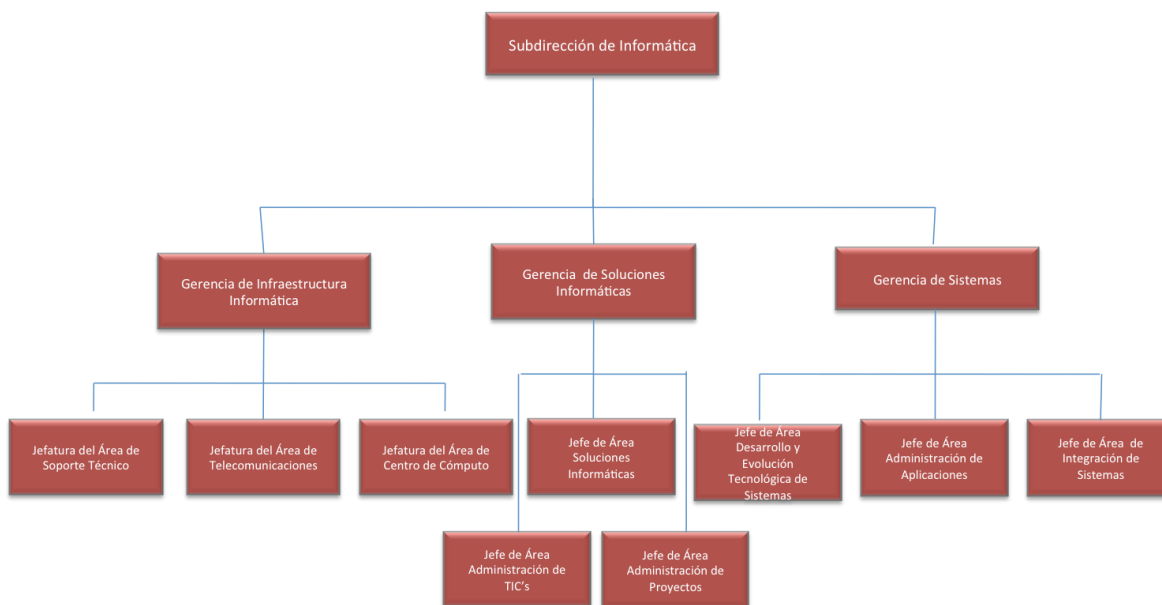 Subdirección de Informática
Gerencia de Infraestructura
Informática
Gerencia de Soluciones
Informáticas
Gerencia de Sistemas
Jefatura del Área de
Soporte Técnico
Jefatura del Área de
Telecomunicaciones
Jefatura del Área de
Centro de Cómputo
Jefe de Área
Soluciones
Informáticas
Jefe de Área
Desarrollo y
Evolución
Tecnológica de
Sistemas
Jefe de Área
Administración de
Aplicaciones
Jefe de Área de
Integración de
Sistemas
Jefe de Área
Administración de
TIC's
Jefe de Área
Administración de
Proyectos